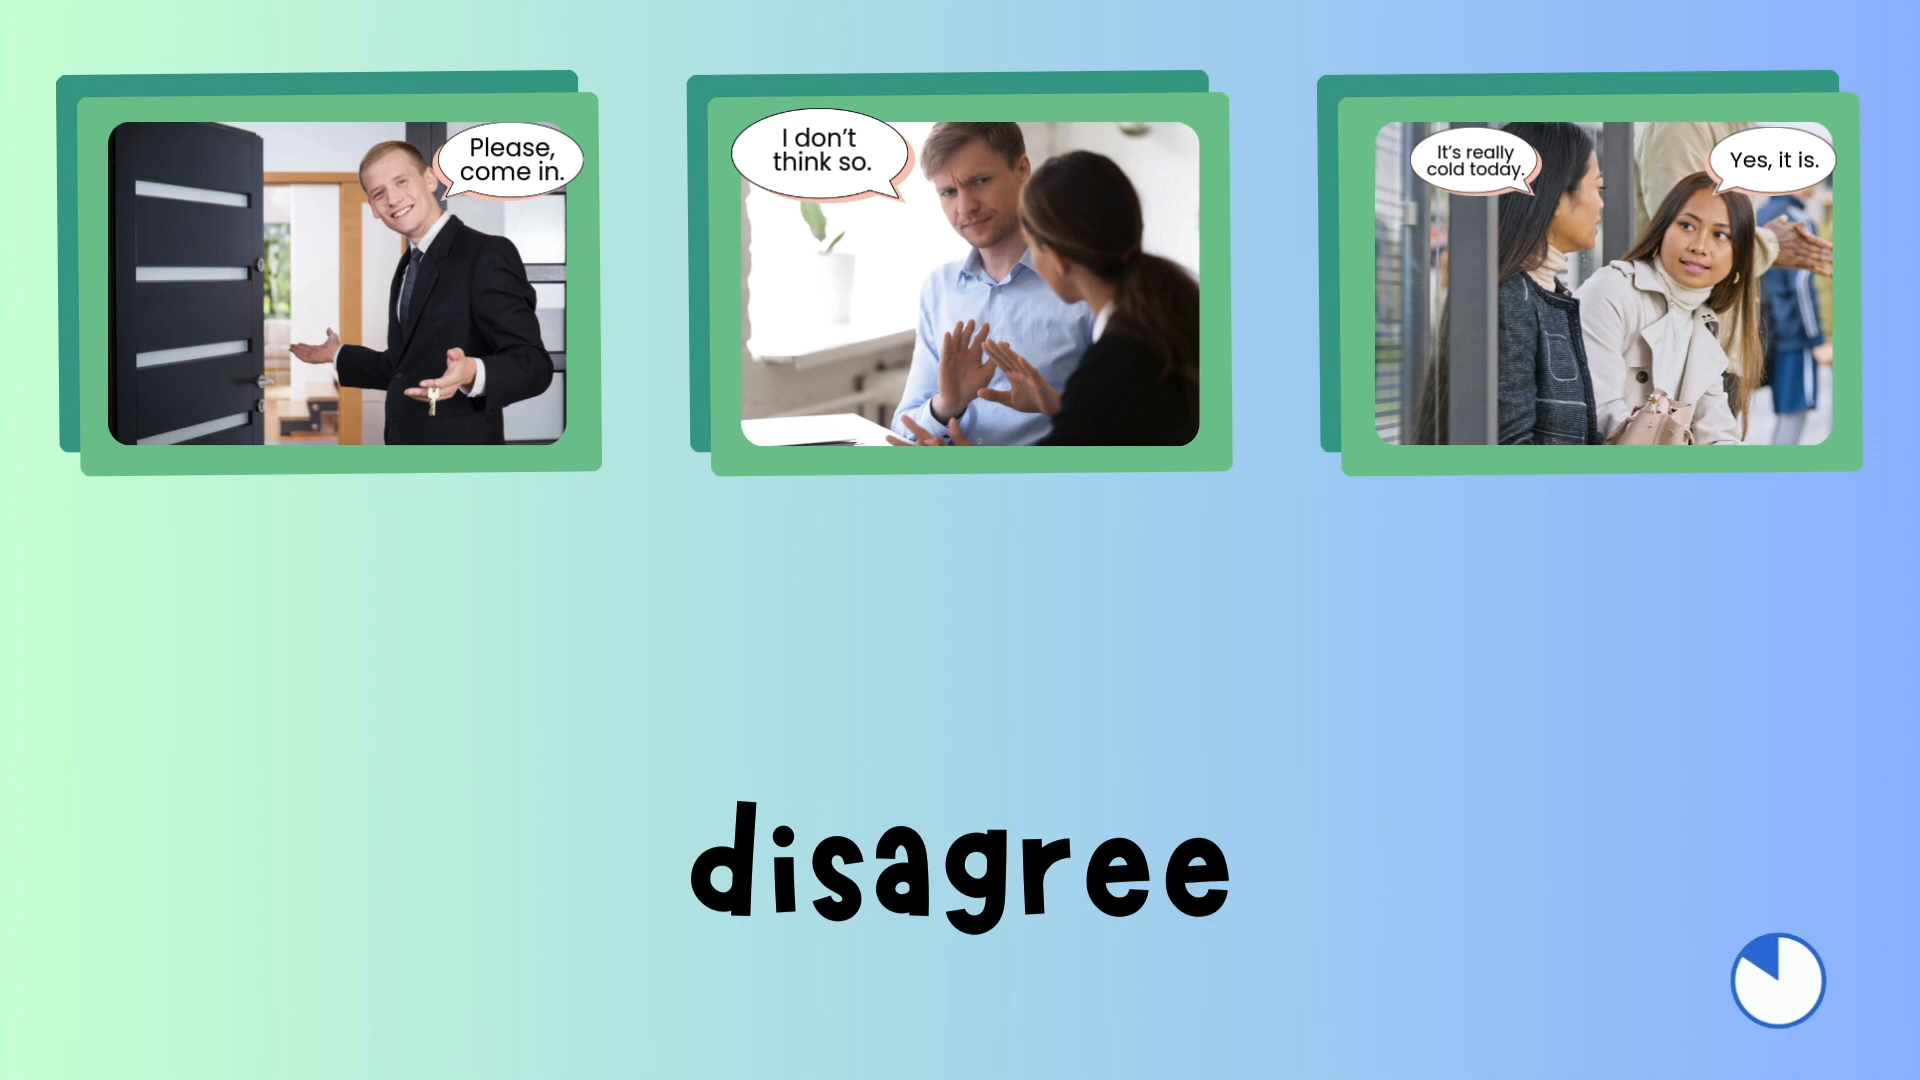 Please,
come in.
I don't
think so.
It's really
cold today.
Yes, it is.
disagree